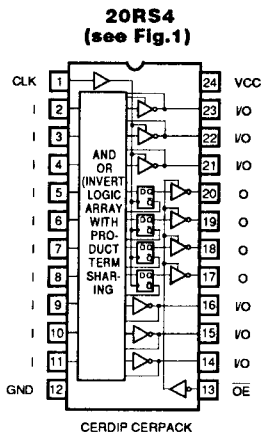 20RS4
(see Fig.1)
CLK 1 24 VCC
I 2 23 I/O
I 3 22 I/O
I 4 21 I/O
I 5 20 O
I 6 19 O
I 7 18 O
I 8 17 O
I 9 16 I/O
I 10 15 I/O
I 11 14 I/O
GND 12 13 OE
AND
OR
(INVERT
LOGIC
ARRAY
WITH
PRO-
DUCT
TERM
SHAR-
ING
CERDIP CERPACK